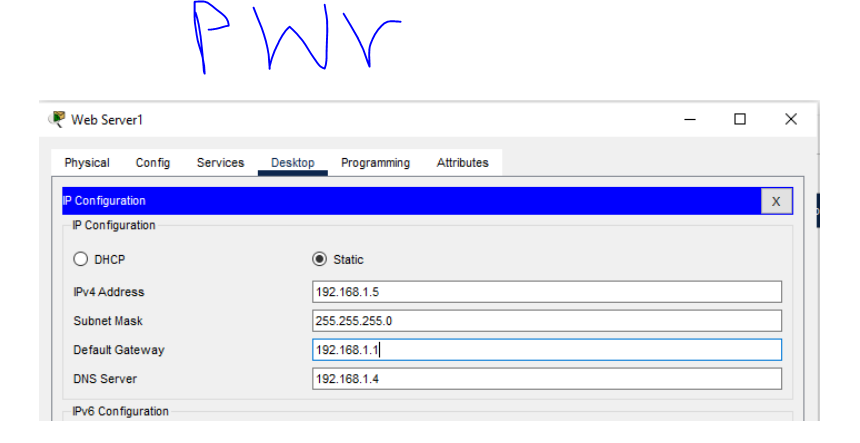 PWr
Web Server1
Physical Config Services Desktop Programming Attributes
IP Configuration X
IP Configuration
DHCP Static
IPv4 Address 192.168.1.5
Subnet Mask 255.255.255.0
Default Gateway 192.168.1.1
DNS Server 192.168.1.4
IPv6 Configuration